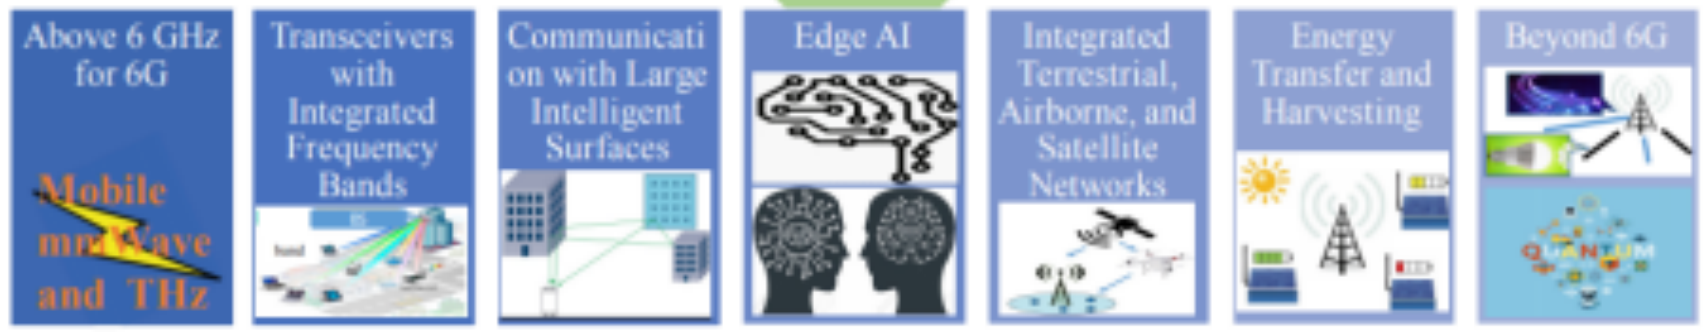 Above 6 GHz
for 6G
Mobile
mmWave
and THz
Transceivers
with
Integrated
Frequency
Bands
Communicati
on with Large
Intelligent
Surfaces
Edge AI
Integrated
Terrestrial,
Airborne, and
Satellite
Networks
Energy
Transfer and
Harvesting
Beyond 6G
QUANTUM